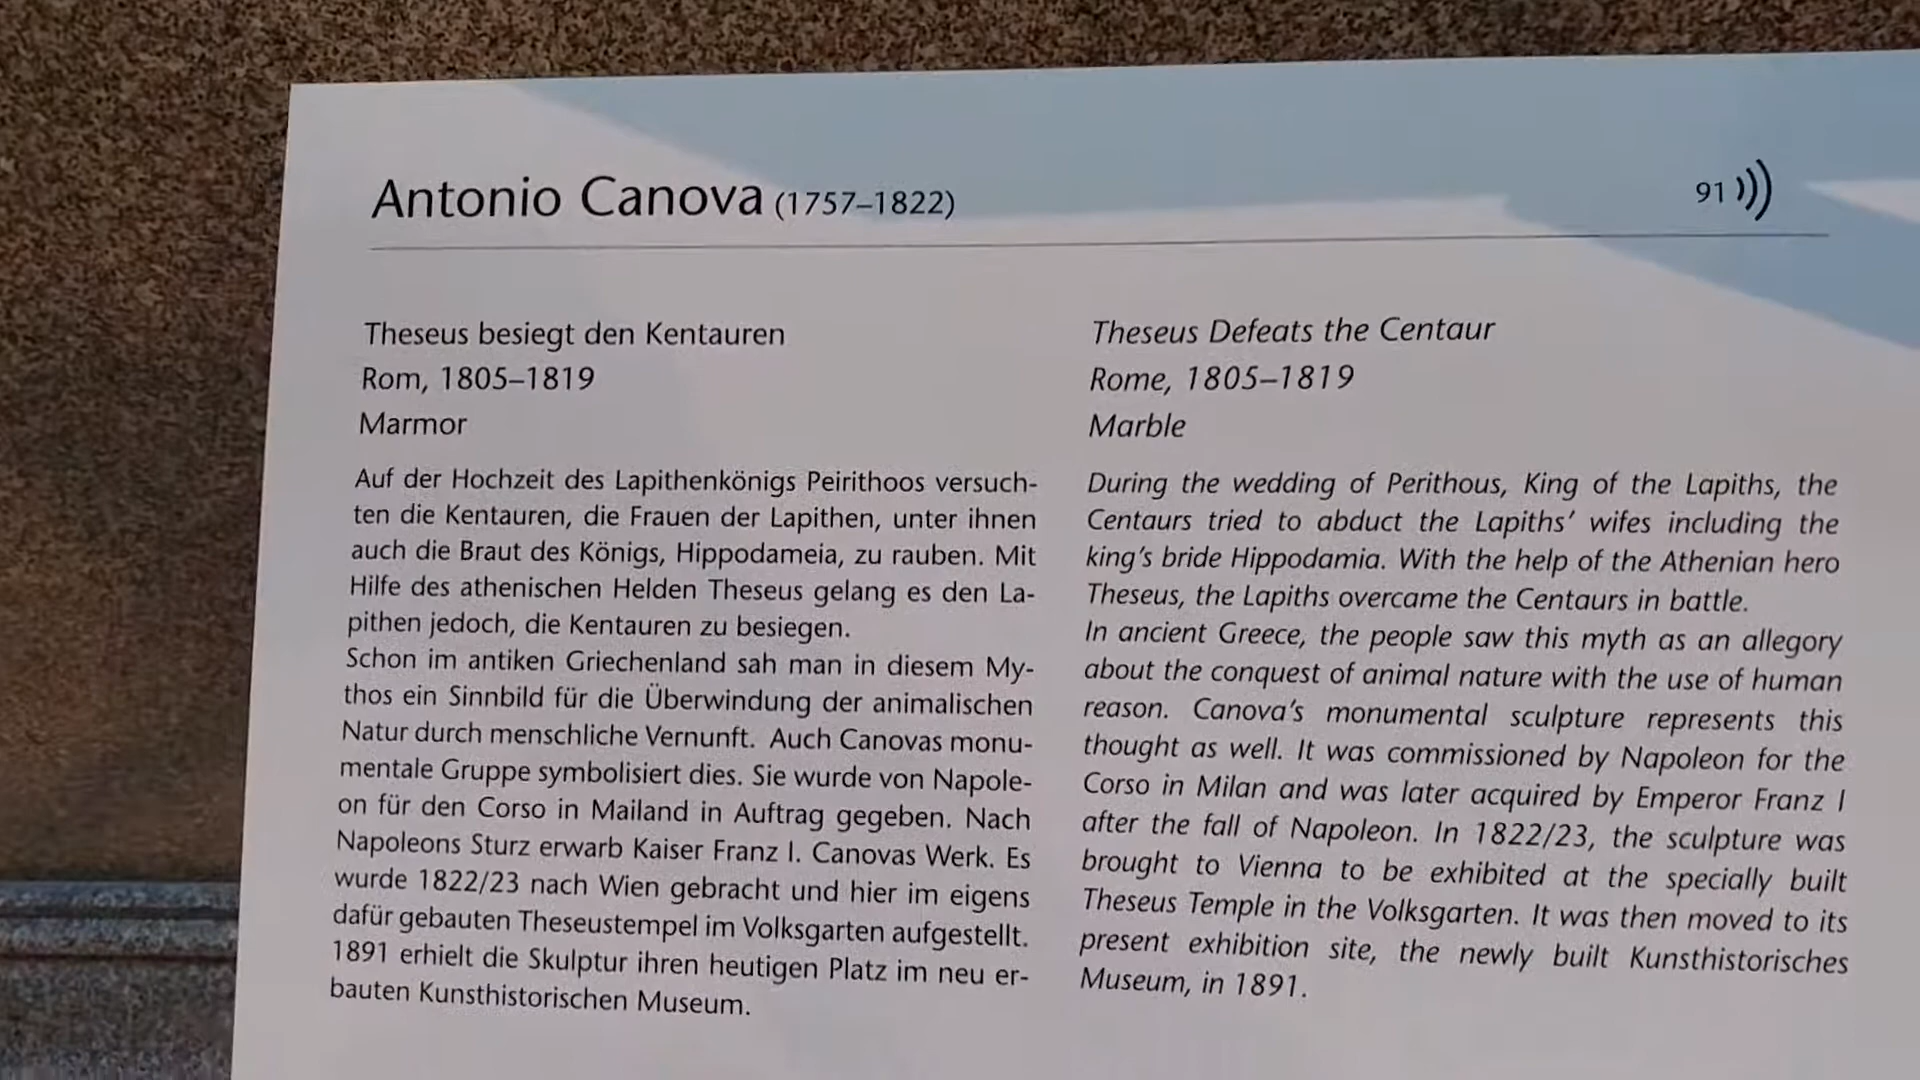 Antonio Canova (1757–1822)
91
Theseus besiegt den Kentauren
Rom, 1805–1819
Marmor
Auf der Hochzeit des Lapithenkönigs Peirithoos versuch-
ten die Kentauren, die Frauen der Lapithen, unter ihnen
auch die Braut des Königs, Hippodameia, zu rauben. Mit
Hilfe des athenischen Helden Theseus gelang es den La-
pithen jedoch, die Kentauren zu besiegen.
Schon im antiken Griechenland sah man in diesem My-
thos ein Sinnbild für die Überwindung der animalischen
Natur durch menschliche Vernunft. Auch Canovas monu-
mentale Gruppe symbolisiert dies. Sie wurde von Napole-
on für den Corso in Mailand in Auftrag gegeben. Nach
Napoleons Sturz erwarb Kaiser Franz I. Canovas Werk. Es
wurde 1822/23 nach Wien gebracht und hier im eigens
dafür gebauten Theseustempel im Volksgarten aufgestellt.
1891 erhielt die Skulptur ihren heutigen Platz im neu er-
bauten Kunsthistorischen Museum.
Theseus Defeats the Centaur
Rome, 1805–1819
Marble
During the wedding of Perithous, King of the Lapiths, the
Centaurs tried to abduct the Lapiths’ wifes including the
king’s bride Hippodamia. With the help of the Athenian hero
Theseus, the Lapiths overcame the Centaurs in battle.
In ancient Greece, the people saw this myth as an allegory
about the conquest of animal nature with the use of human
reason. Canova’s monumental sculpture represents this
thought as well. It was commissioned by Napoleon for the
Corso in Milan and was later acquired by Emperor Franz I
after the fall of Napoleon. In 1822/23, the sculpture was
brought to Vienna to be exhibited at the specially built
Theseus Temple in the Volksgarten. It was then moved to its
present exhibition site, the newly built Kunsthistorisches
Museum, in 1891.